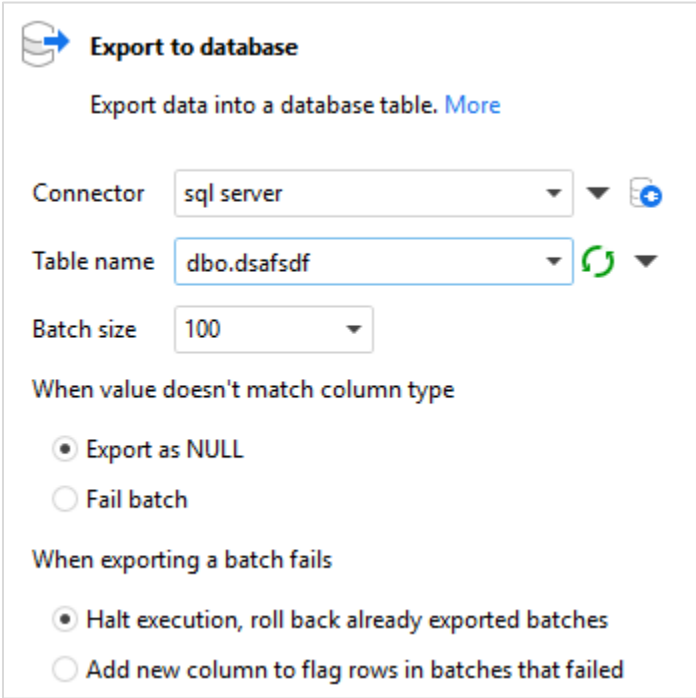 Export to database
Export data into a database table. More
Connector sql server
Table name dbo.dsafsdf
Batch size 100
When value doesn't match column type
Export as NULL
Fail batch
When exporting a batch fails
Halt execution, roll back already exported batches
Add new column to flag rows in batches that failed